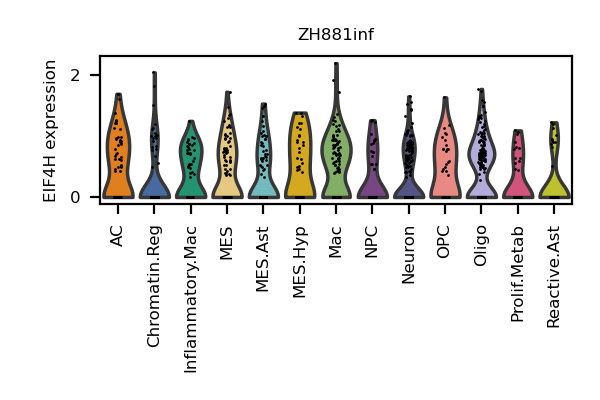 ZH881inf
EIF4H expression
2
0
AC
Chromatin.Reg
Inflammatory.Mac
MES
MES.Ast
MES.Hyp
Mac
NPC
Neuron
OPC
Oligo
Prolif.Metab
Reactive.Ast